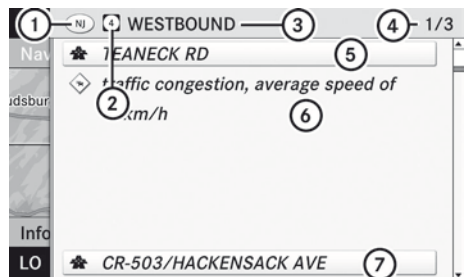 1 NJ 4 WESTBOUND 3 4 1/3
Nav
TEANECK RD 5
traffic congestion, average speed of
2 km/h 6
udsbur
Info
LO CR-503/HACKENSACK AVE 7